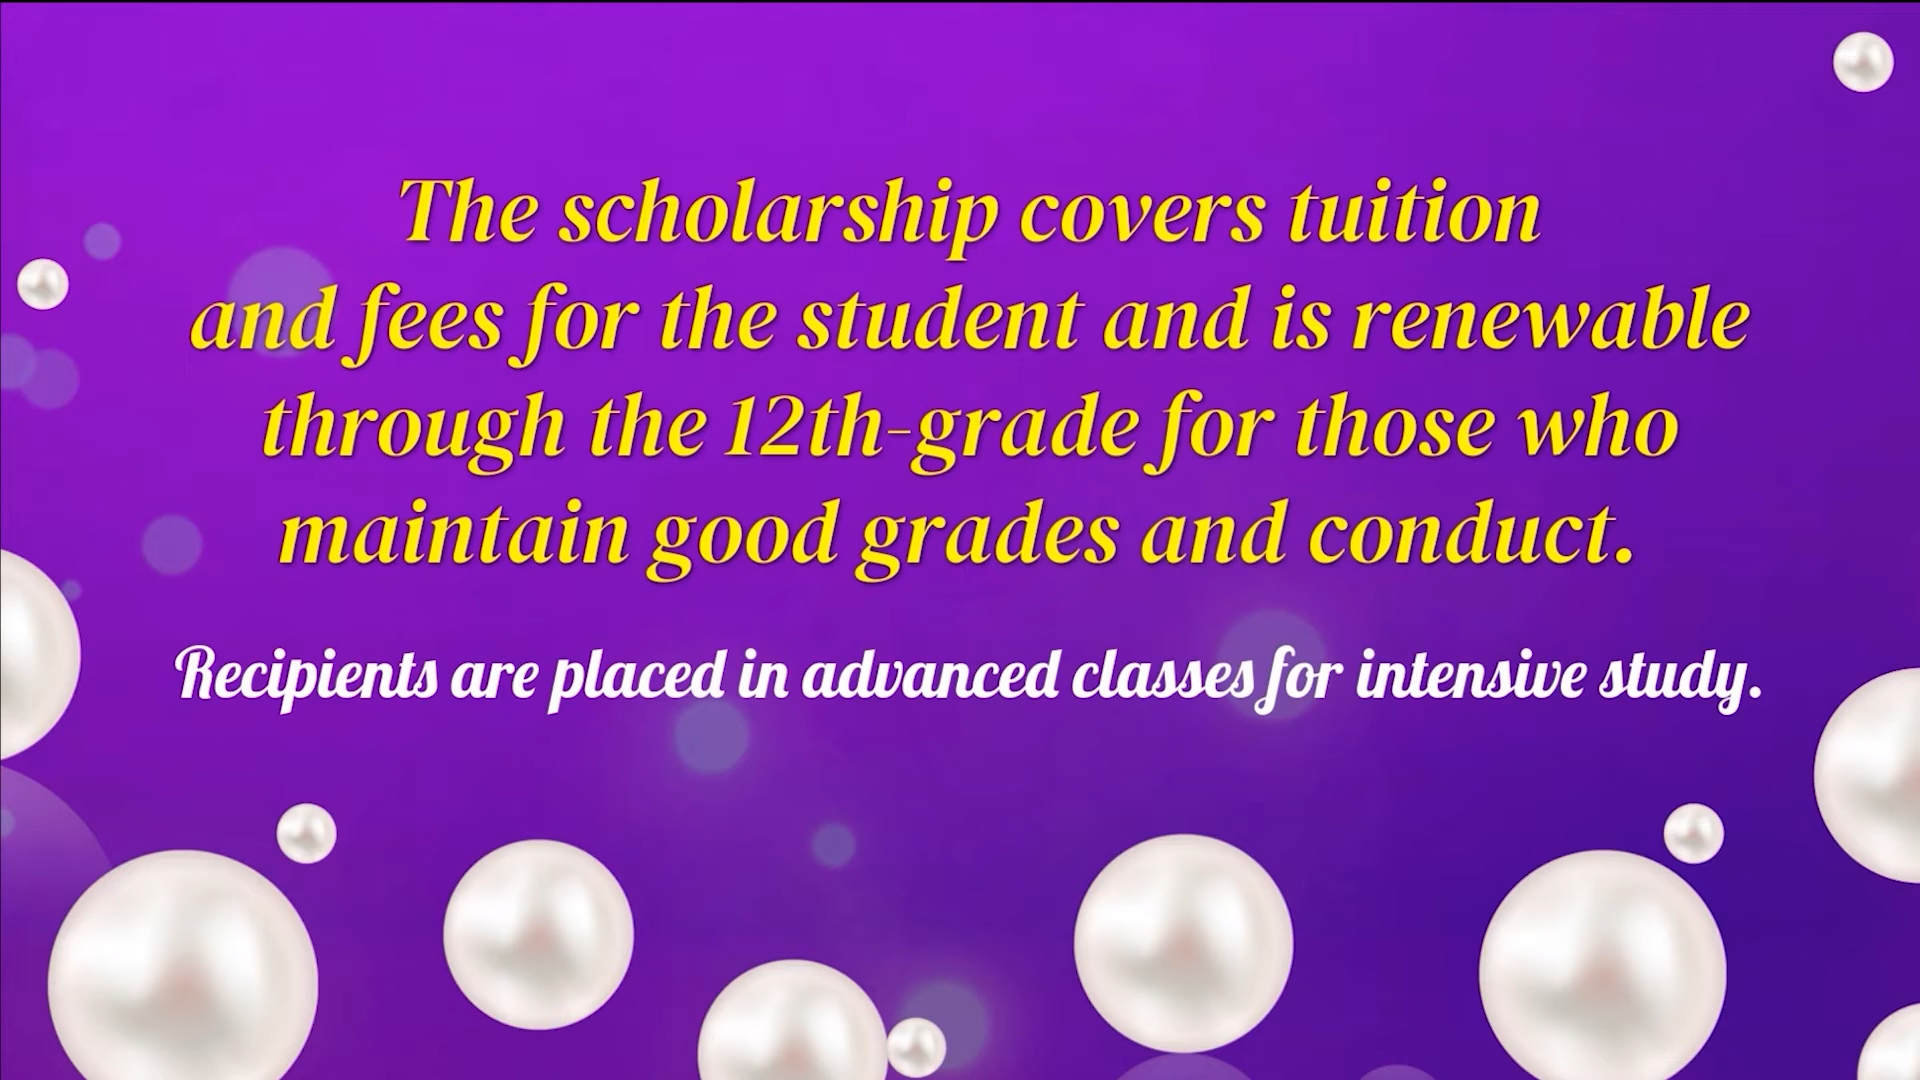 The scholarship covers tuition
and fees for the student and is renewable
through the 12th-grade for those who
maintain good grades and conduct.
Recipients are placed in advanced classes for intensive study.